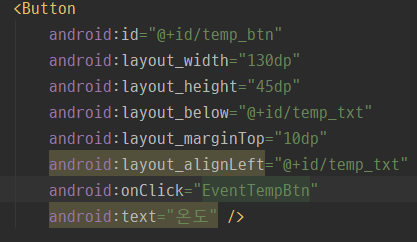 <Button
android:id="@+id/temp_btn"
android:layout_width="130dp"
android:layout_height="45dp"
android:layout_below="@+id/temp_txt"
android:layout_marginTop="10dp"
android:layout_alignLeft="@+id/temp_txt"
android:onClick="EventTempBtn"
android:text="온도" />